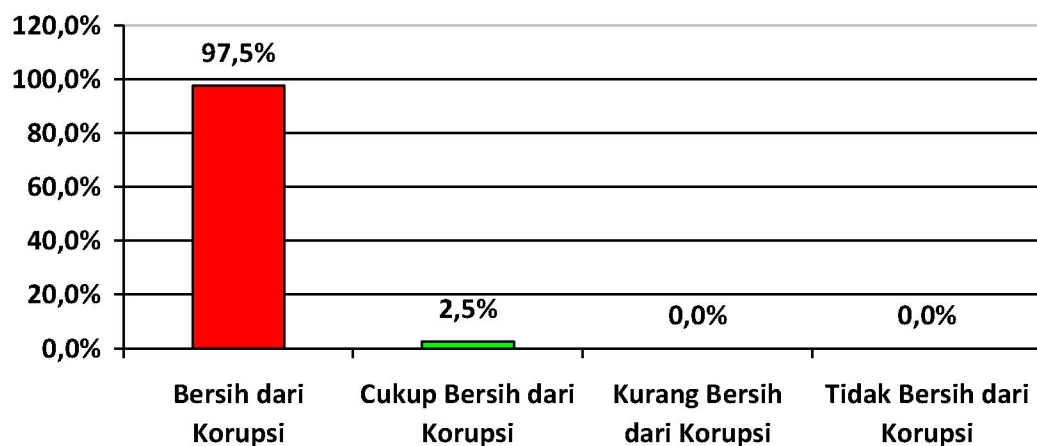 120,0%
97,5%
100,0%
80,0%
60,0%
40,0%
20,0%
2,5%
0,0%
0,0%
0,0%
Bersih dari
Korupsi
Cukup Bersih dari
Korupsi
Kurang Bersih
dari Korupsi
Tidak Bersih dari
Korupsi